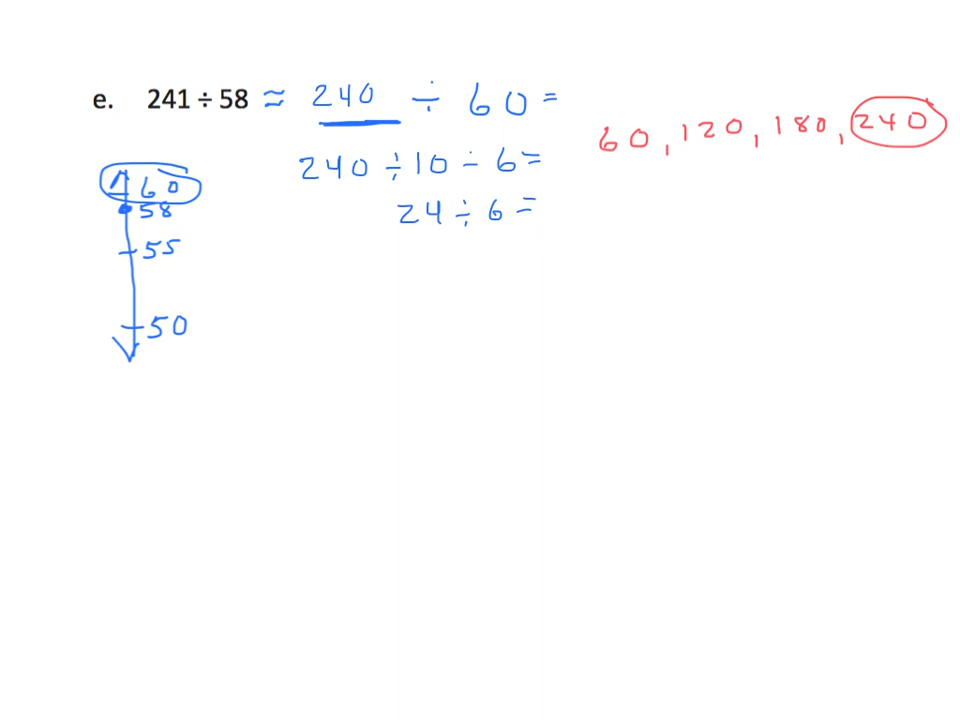 e. 241 ÷ 58 ≈ 240 ÷ 60 =
60, 120, 180, 240
240 ÷ 10 ÷ 6 =
24 ÷ 6 =
60
58
55
50